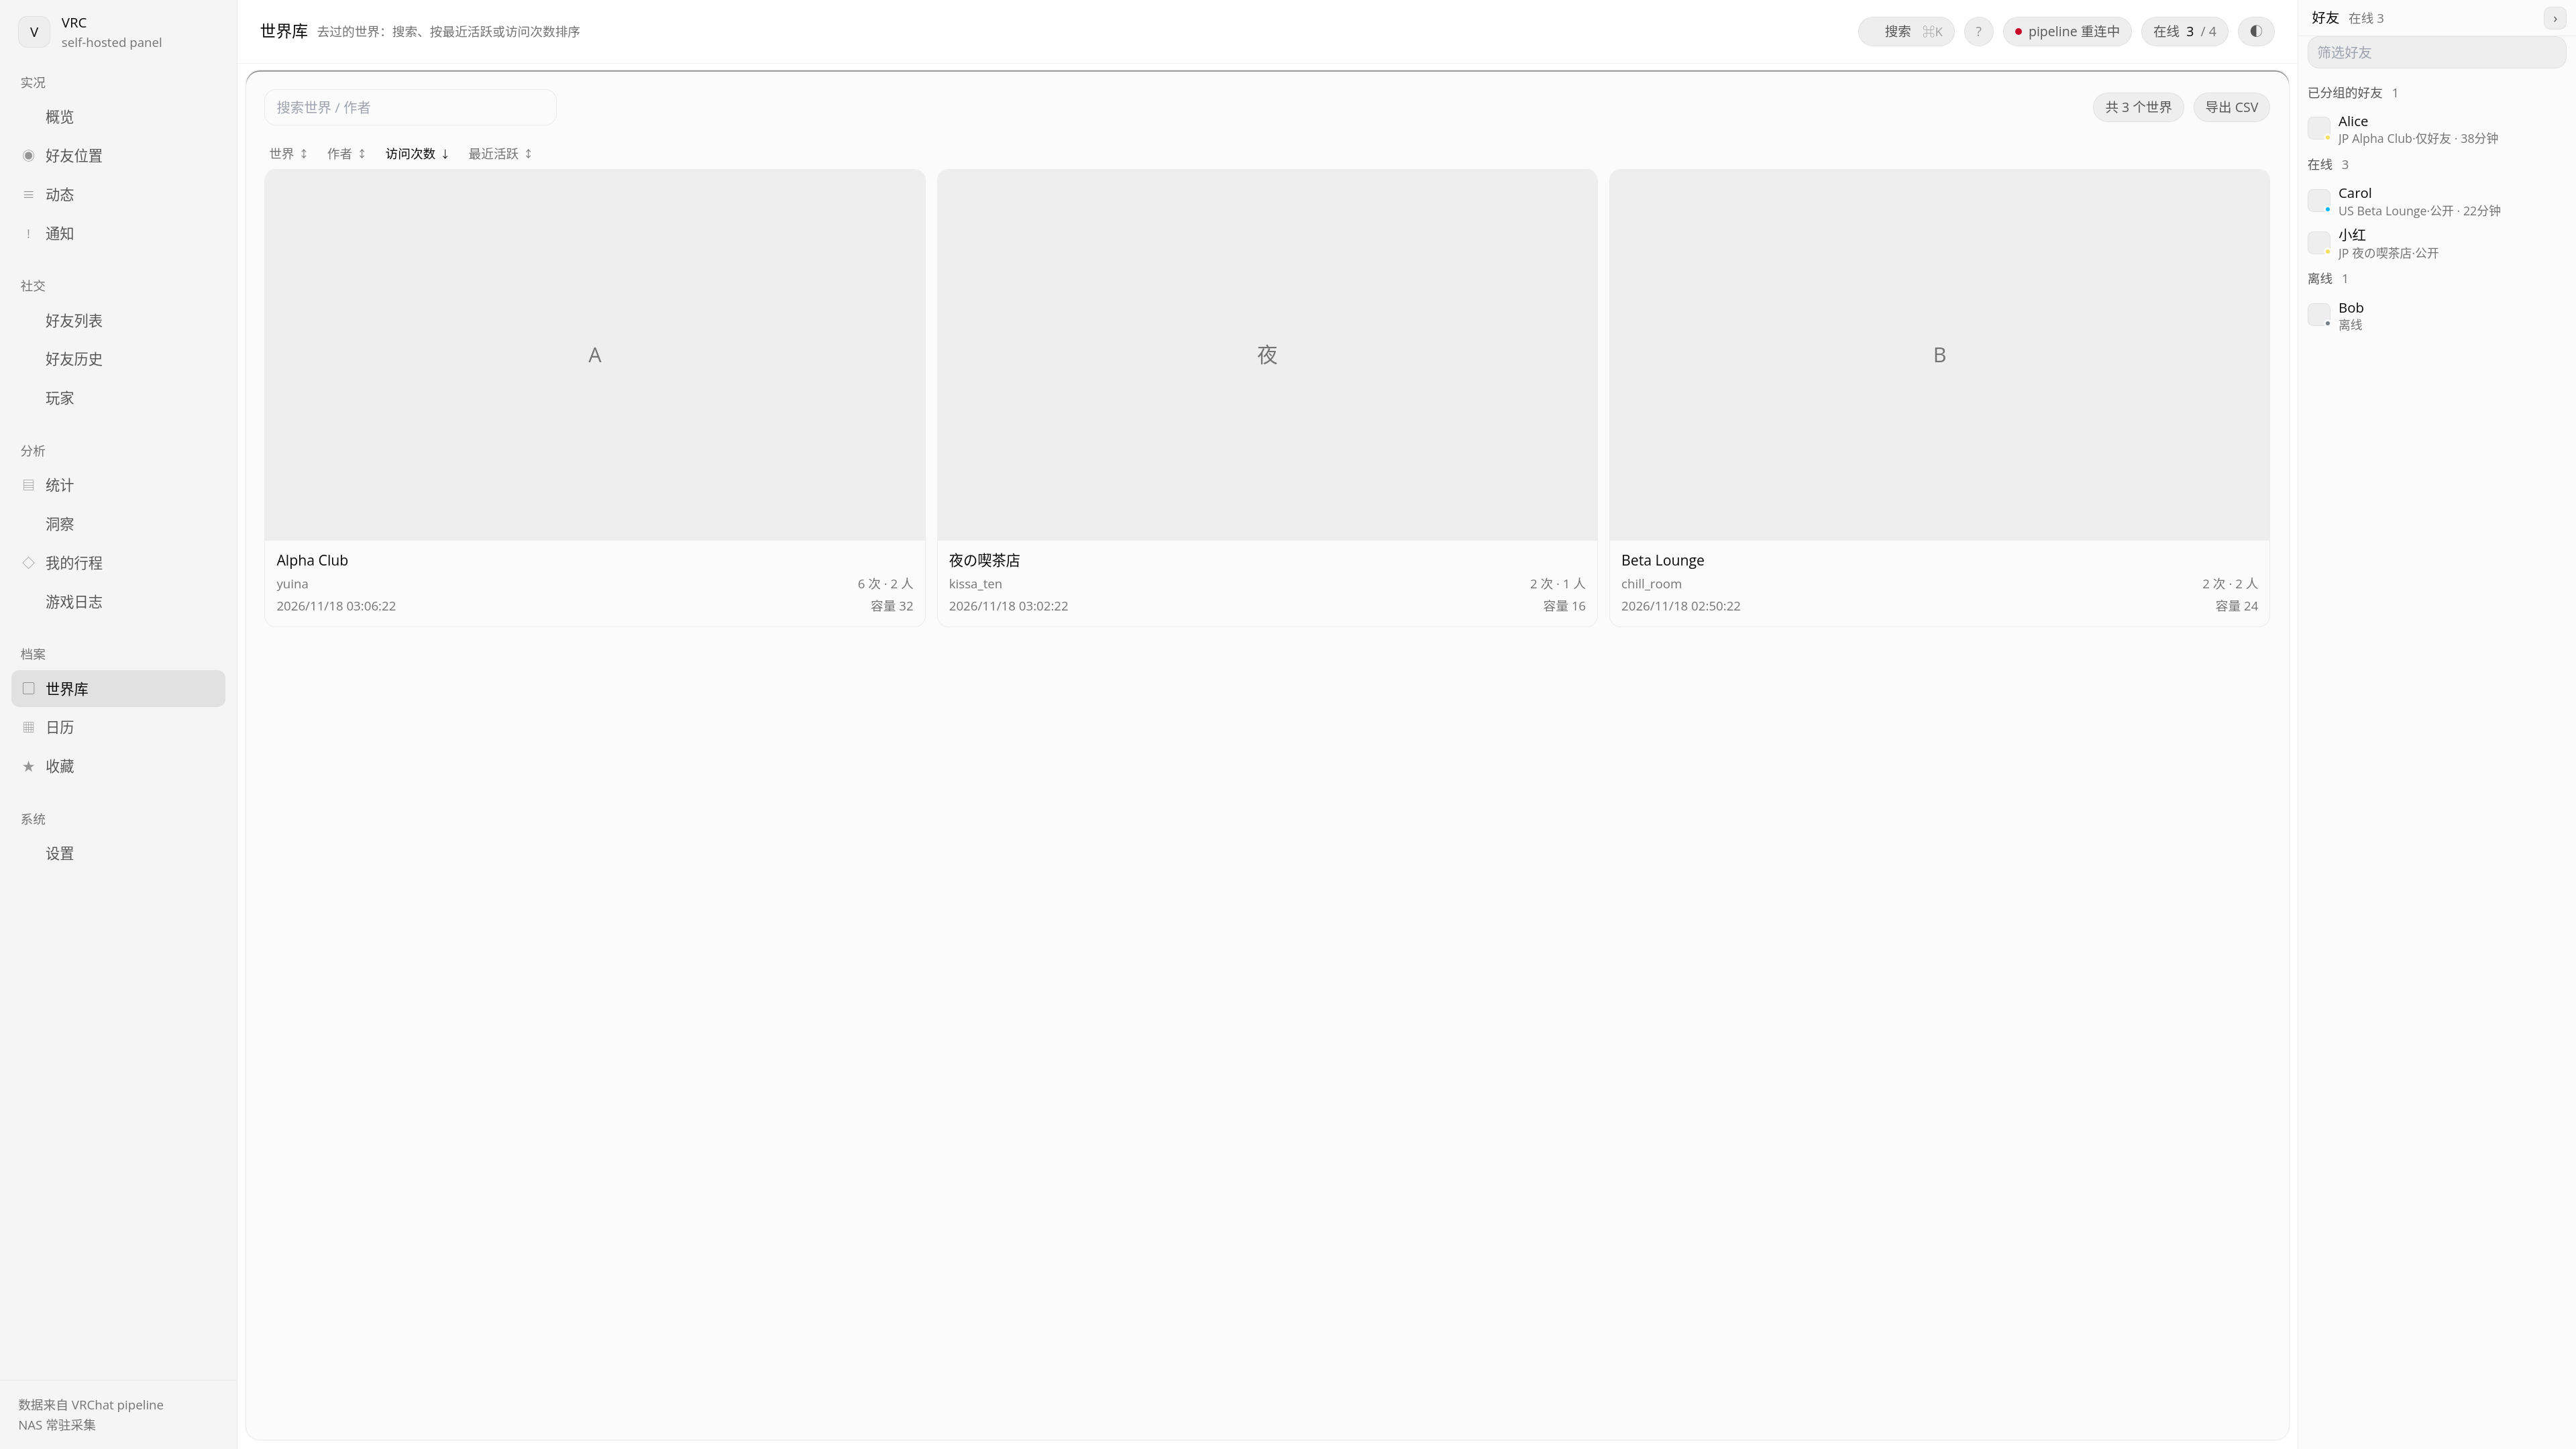 V
VRC
self-hosted panel
实况
概览
好友位置
动态
! 通知
社交
好友列表
好友历史
玩家
分析
统计
洞察
我的行程
游戏日志
档案
世界库
日历
★ 收藏
系统
设置
数据来自 VRChat pipeline
NAS 常驻采集
世界库 去过的世界：搜索、按最近活跃或访问次数排序
搜索 ⌘K
?
pipeline 重连中
在线 3 / 4
搜索世界 / 作者
共 3 个世界
导出 CSV
世界 ↕ 作者 ↕ 访问次数 ↓ 最近活跃 ↕
A
Alpha Club
yuina 6 次 · 2 人
2026/11/18 03:06:22 容量 32
夜
夜の喫茶店
kissa_ten 2 次 · 1 人
2026/11/18 03:02:22 容量 16
B
Beta Lounge
chill_room 2 次 · 2 人
2026/11/18 02:50:22 容量 24
好友 在线 3 ›
筛选好友
已分组的好友 1
Alice
JP Alpha Club·仅好友 · 38分钟
在线 3
Carol
US Beta Lounge·公开 · 22分钟
小红
JP 夜の喫茶店·公开
离线 1
Bob
离线